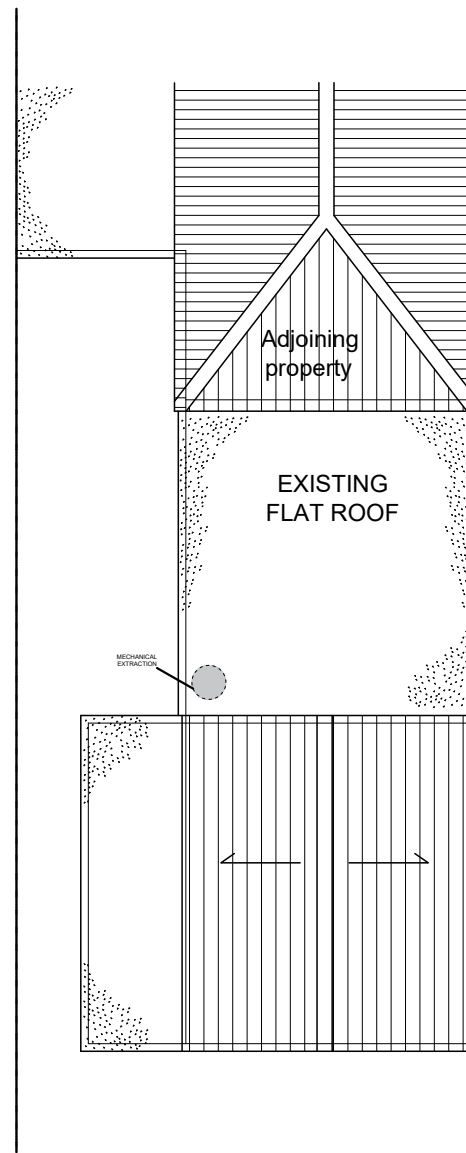 Adjoining
property
EXISTING
FLAT ROOF
MECHANICAL
EXTRACTION